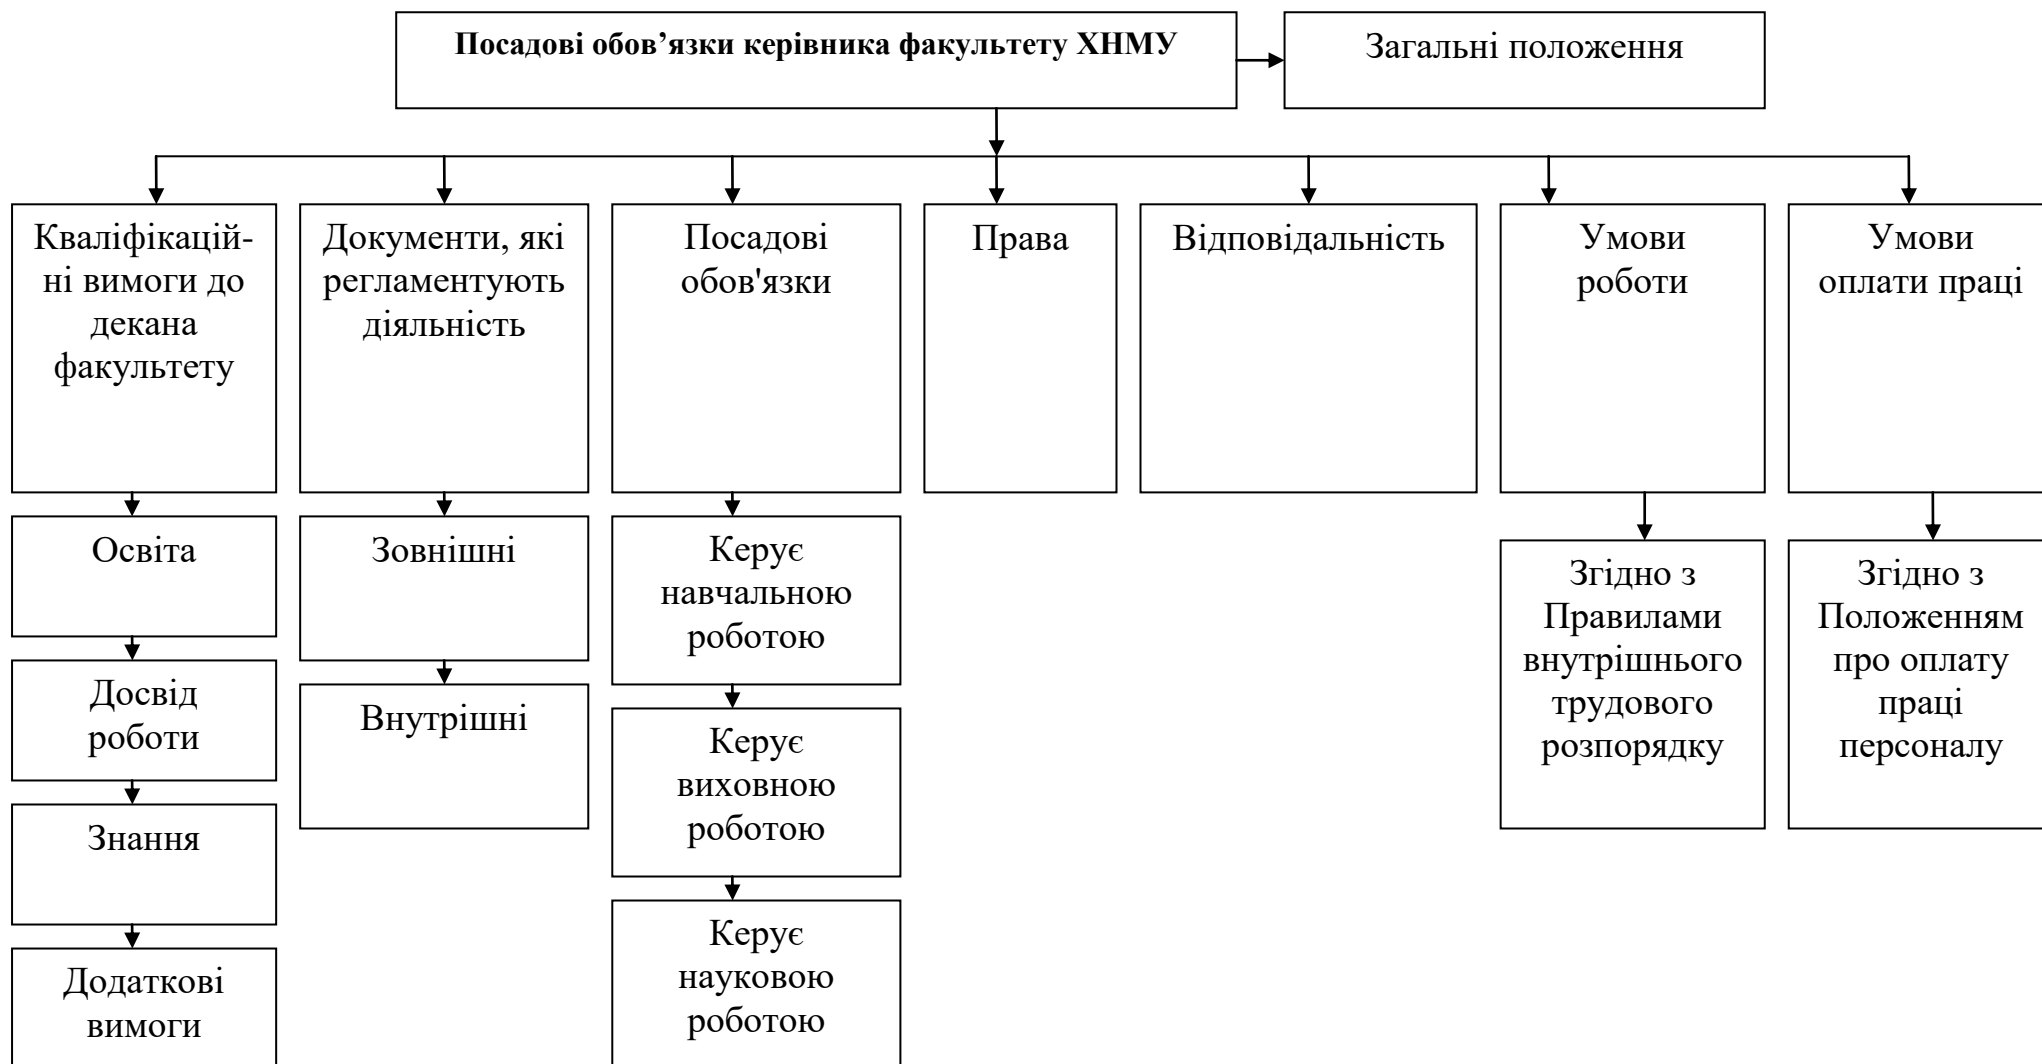 Посадові обов’язки керівника факультету ХНМУ
Загальні положення
Кваліфікацій-
ні вимоги до
декана
факультету
Документи, які
регламентують
діяльність
Посадові
обов'язки
Права
Відповідальність
Умови
роботи
Умови
оплати праці
Освіта
Досвід
роботи
Знання
Додаткові
вимоги
Зовнішні
Внутрішні
Керує
навчальною
роботою
Керує
виховною
роботою
Керує
науковою
роботою
Згідно з
Правилами
внутрішнього
трудового
розпорядку
Згідно з
Положенням
про оплату
праці
персоналу